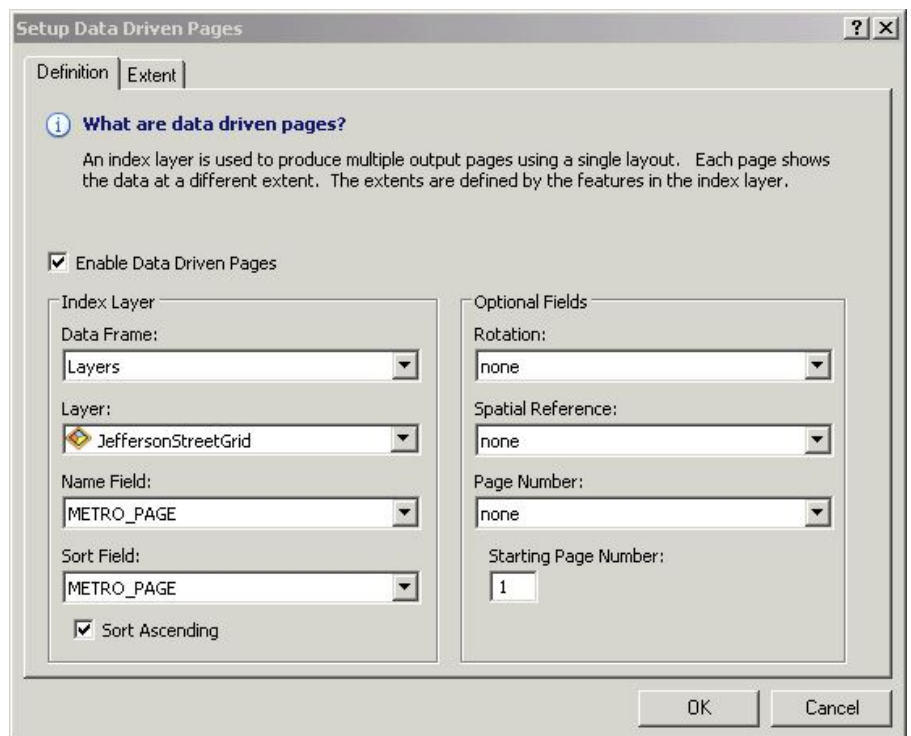 Setup Data Driven Pages
Definition
Extent
What are data driven pages?
An index layer is used to produce multiple output pages using a single layout. Each page shows
the data at a different extent. The extents are defined by the features in the index layer.
Enable Data Driven Pages
Index Layer
Data Frame:
Layers
Layer:
JeffersonStreetGrid
Name Field:
METRO_PAGE
Sort Field:
METRO_PAGE
Sort Ascending
Optional Fields
Rotation:
none
Spatial Reference:
none
Page Number:
none
Starting Page Number:
1
OK
Cancel